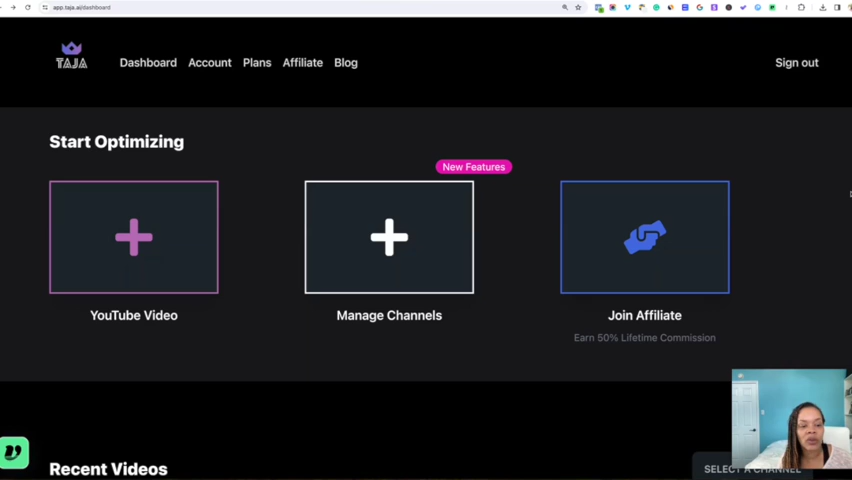 app.taja.ai/dashboard
TAJA
Dashboard Account Plans Affiliate Blog Sign out
Start Optimizing
New Features
YouTube Video Manage Channels Join Affiliate
Earn 50% Lifetime Commission
Recent Videos
SELECT A CHANNEL